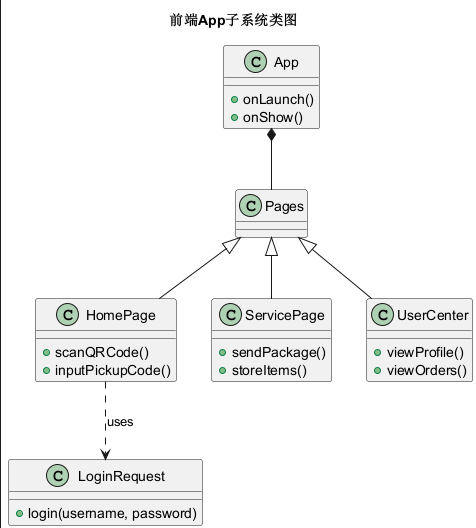 前端App子系统类图
C App
onLaunch()
onShow()
C Pages
C HomePage
scanQRCode()
inputPickupCode()
C ServicePage
sendPackage()
storeItems()
C UserCenter
viewProfile()
viewOrders()
uses
C LoginRequest
login(username, password)